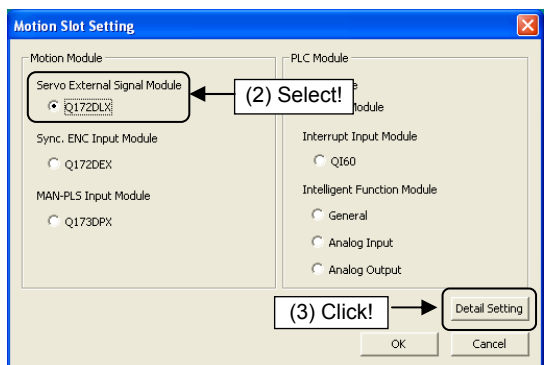 Motion Slot Setting
Motion Module
Servo External Signal Module
Q172DLX
Sync. ENC Input Module
Q172DEX
MAN-PLS Input Module
Q173DPX
(2) Select!
PLC Module
Interrupt Input Module
QI60
Intelligent Function Module
General
Analog Input
Analog Output
(3) Click!
Detail Setting
OK
Cancel